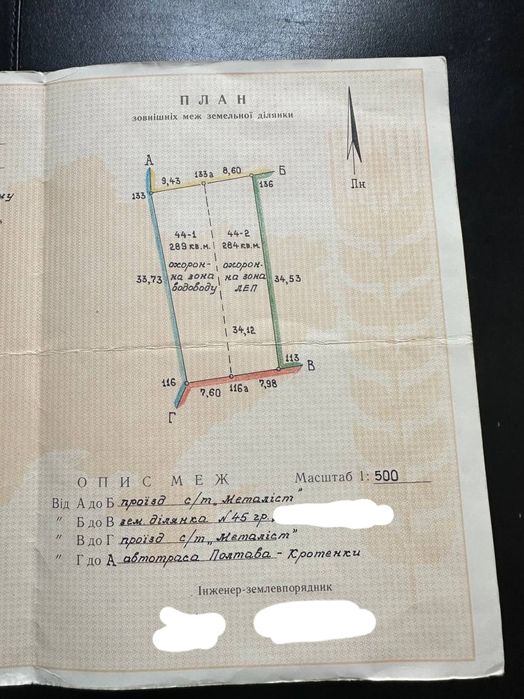 ПЛАН
зовнішніх меж земельної ділянки
Пн
А
Б
9,43
133а
8,60
133
136
44-1
289 кв.м.
охорон-
на зона
водоводу
44-2
284 кв.м.
охорон-
на зона
ЛЕП
33,73
34,53
34,12
113
В
116
116а
7,60
7,98
Г
ОПИС МЕЖ
Масштаб 1: 500
Від А до Б проїзд с/т „Металіст"
" Б до В зем. ділянка №45 гр.
" В до Г проїзд с/т „Металіст"
" Г до А автотраса Полтава - Кротенки
Інженер-землевпорядник